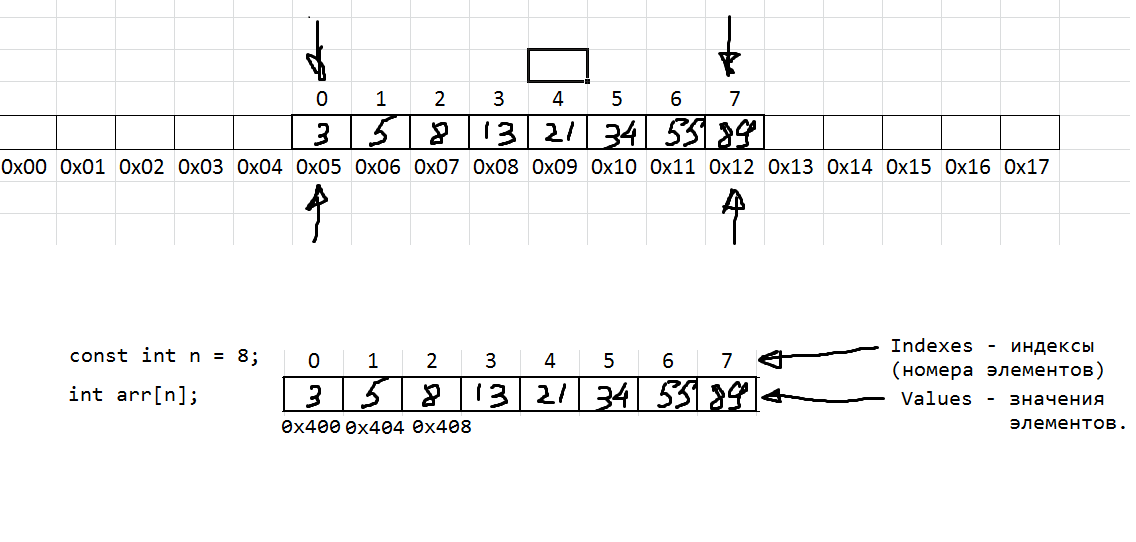 0 1 2 3 4 5 6 7
3 5 8 13 21 34 55 89
0x00 0x01 0x02 0x03 0x04 0x05 0x06 0x07 0x08 0x09 0x10 0x11 0x12 0x13 0x14 0x15 0x16 0x17
const int n = 8; 0 1 2 3 4 5 6 7 Indexes - индексы
(номера элементов)
int arr[n]; 3 5 8 13 21 34 55 89 Values - значения
элементов.
0x400 0x404 0x408